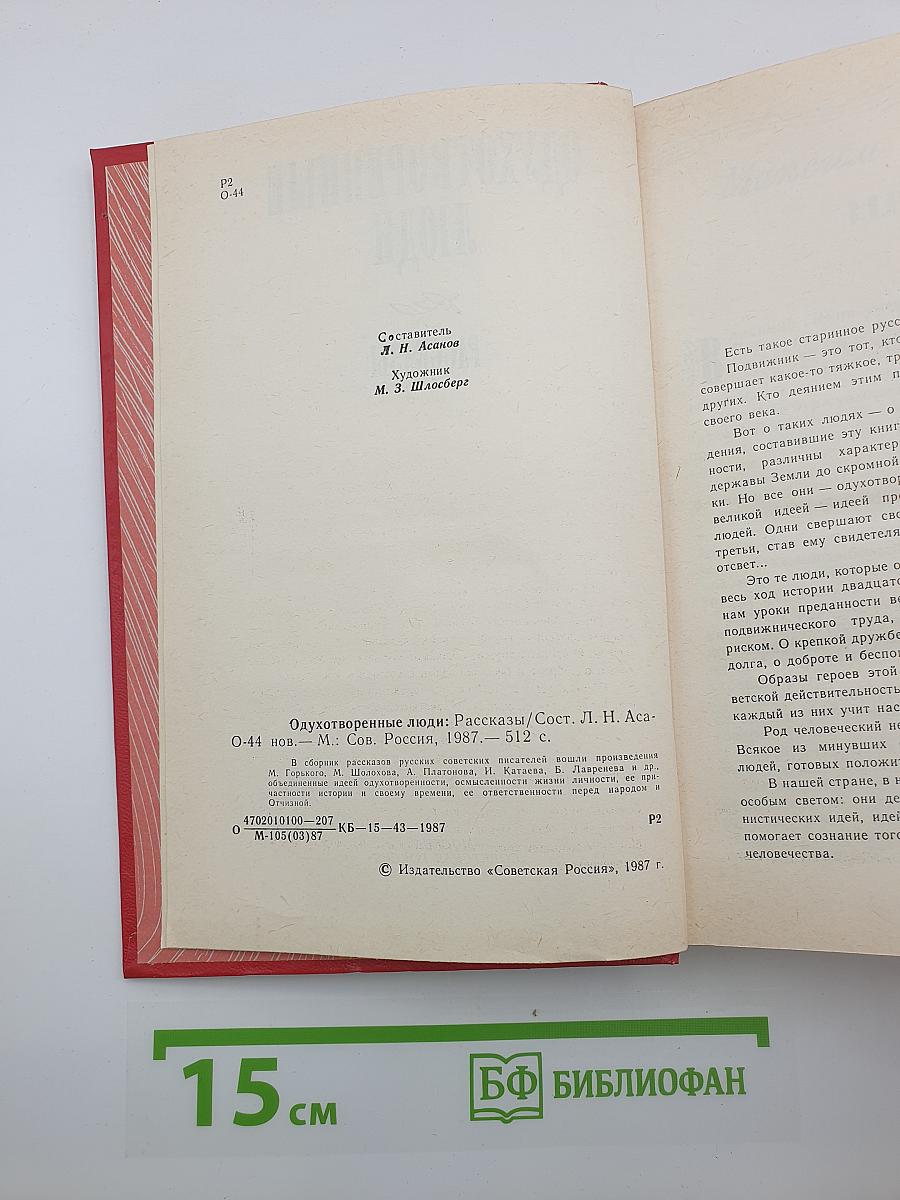 Р2
О-44
Составитель
Л. Н. Асанов
Художник
М. З. Шлосберг
Одухотворенные люди: Рассказы/Сост. Л. Н. Аса-
О-44 нов.— М.: Сов. Россия, 1987.— 512 с.
В сборник рассказов русских советских писателей вошли произведения
М. Горького, М. Шолохова, А. Платонова, И. Катаева, Б. Лавренева и др.,
объединенные идеей одухотворенности, осмысленности жизни личности, ее при-
частности истории и своему времени, ее ответственности перед народом и
Отчизной.
О 4702010100—207
М-105(03)87 КБ—15—43—1987
Р2
© Издательство «Советская Россия», 1987 г.
Есть такое старинное русс
Подвижник — это тот, кто
совершает какое-то тяжкое, тр
других. Кто деянием этим п
своего века.
Вот о таких людях — о
дения, составившие эту книг
ности, различны характер
державы Земли до скромной
ки. Но все они — одухотвор
великой идеей — идеей пре
людей. Одни свершают сво
третьи, став ему свидетеля
отсвет...
Это те люди, которые о
весь ход истории двадцато
нам уроки преданности ве
подвижнического труда,
риском. О крепкой дружбе
долга, о доброте и беспо
Образы героев этой
ветской действительность
каждый из них учит нас
Род человеческий не
Всякое из минувших
людей, готовых положит
В нашей стране, в н
особым светом: они де
нистических идей, идей
помогает сознание того
человечества.
15 см
БФ БИБЛИОФАН